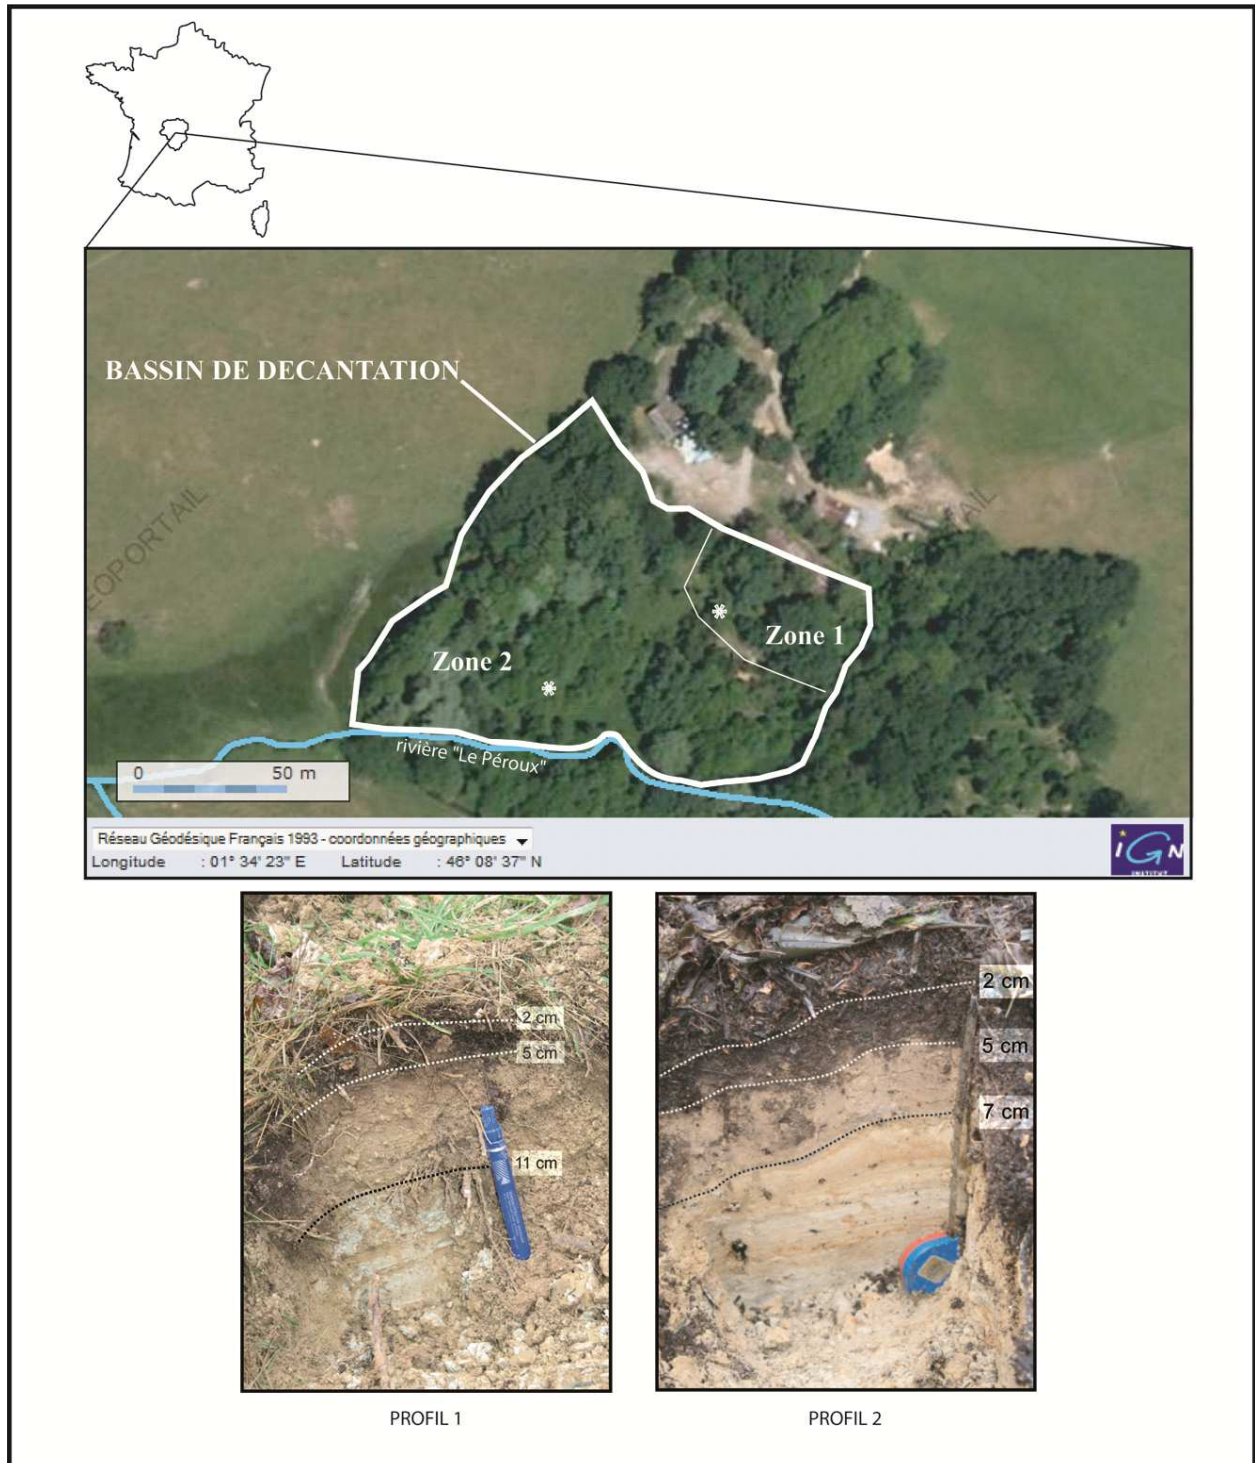 BASSIN DE DECANTATION
GEOPORTAIL
Zone 1
Zone 2
rivière "Le Péroux"
0 50 m
Réseau Géodésique Français 1993 - coordonnées géographiques
Longitude : 01° 34' 23" E Latitude : 46° 08' 37" N
iGN
INSTITUT
2 cm
5 cm
11 cm
2 cm
5 cm
7 cm
PROFIL 1 PROFIL 2